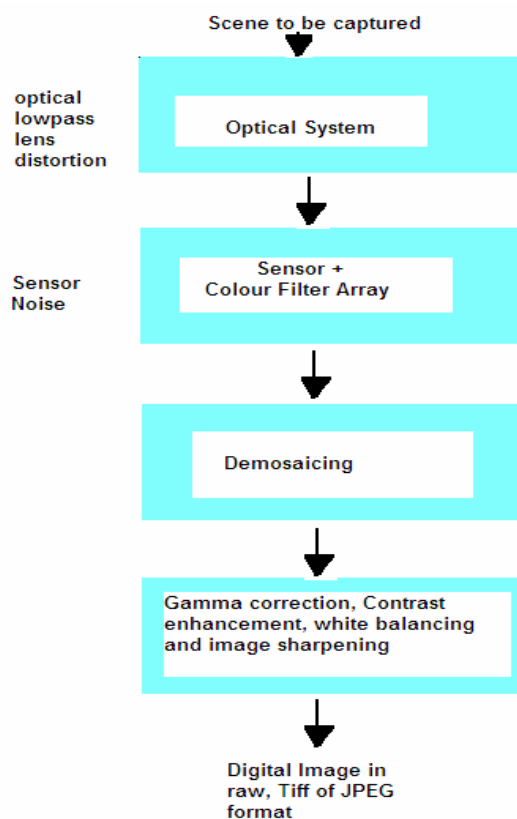 Scene to be captured
optical
lowpass
lens
distortion
Optical System
Sensor
Noise
Sensor +
Colour Filter Array
Demosaicing
Gamma correction, Contrast
enhancement, white balancing
and image sharpening
Digital Image in
raw, Tiff of JPEG
format